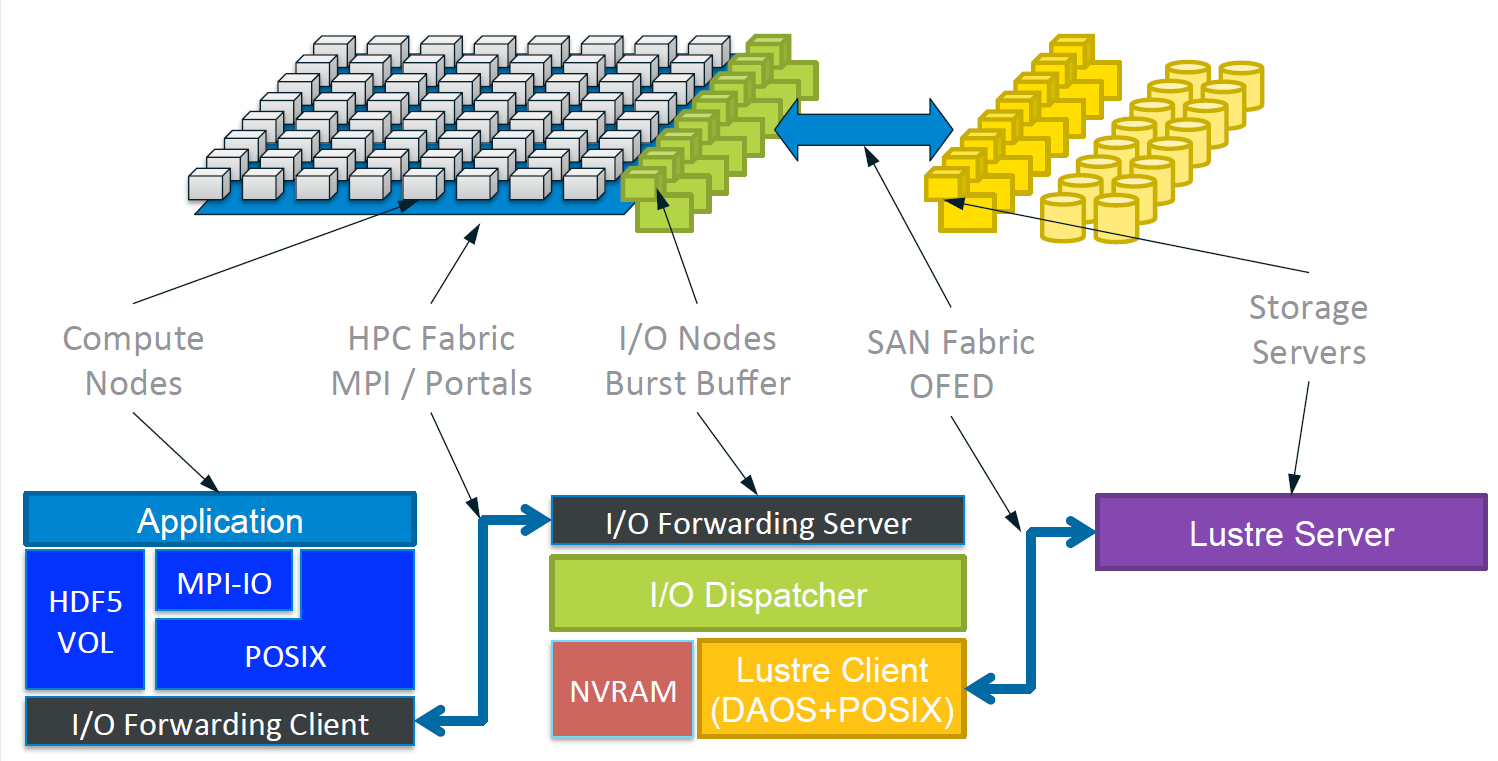 Compute
Nodes
HPC Fabric
MPI / Portals
I/O Nodes
Burst Buffer
SAN Fabric
OFED
Storage
Servers
Application
HDF5
VOL
MPI-IO
POSIX
I/O Forwarding Client
I/O Forwarding Server
I/O Dispatcher
NVRAM
Lustre Client
(DAOS+POSIX)
Lustre Server